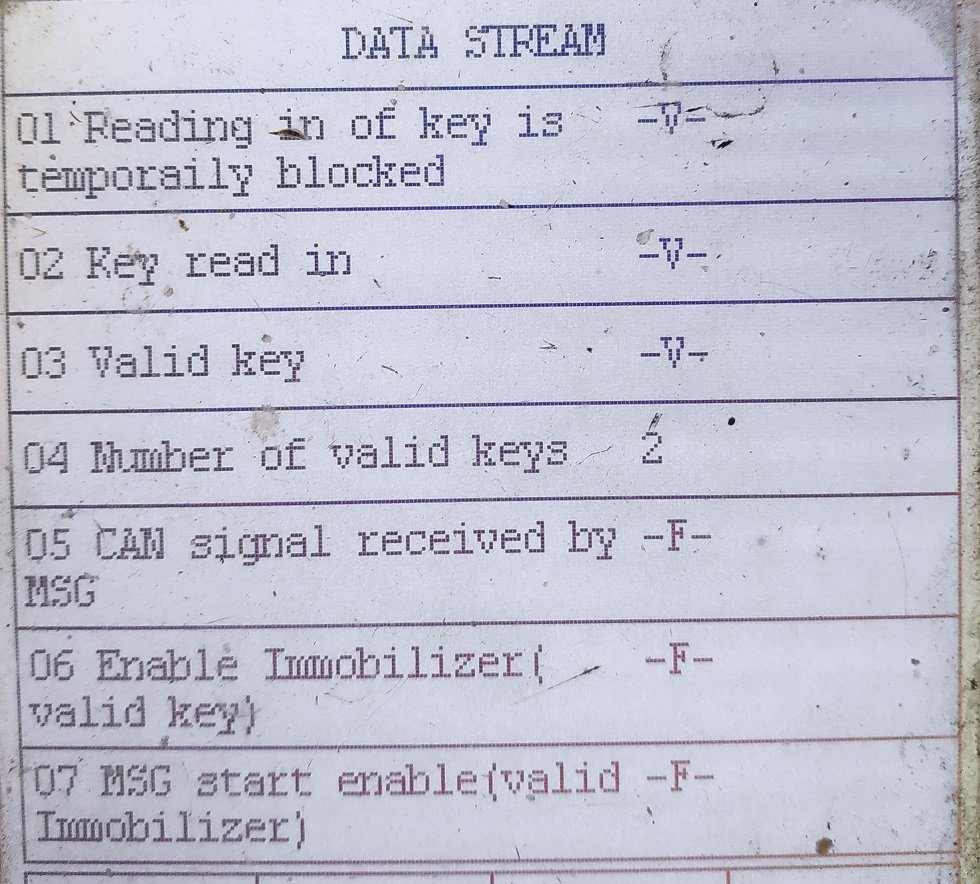 DATA STREAM
01 Reading in of key is -V-
temporaily blocked
02 Key read in -V-
03 Valid key -V-
04 Number of valid keys 2
05 CAN signal received by -F-
MSG
06 Enable Immobilizer( -F-
valid key)
07 MSG start enable(valid -F-
Immobilizer)